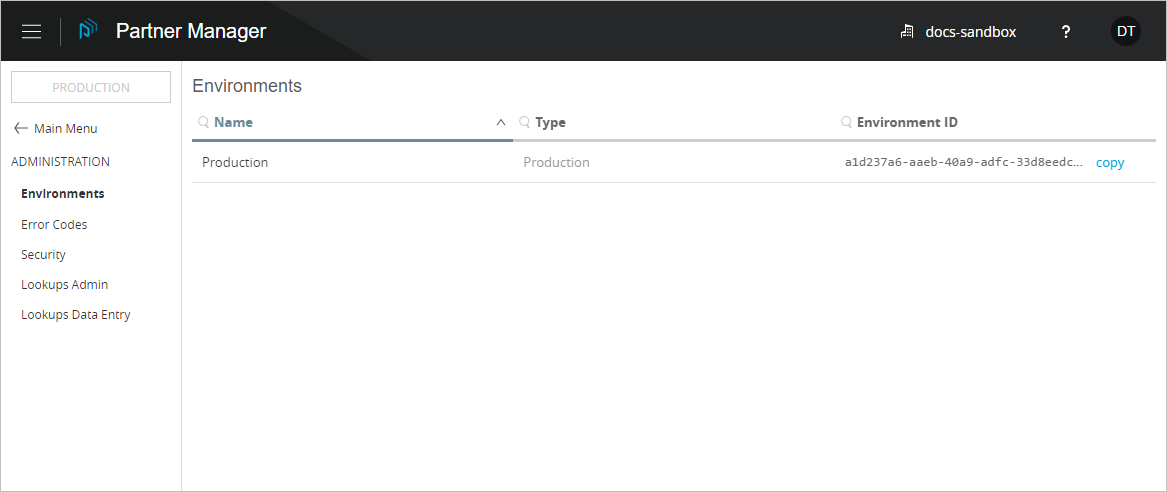 Partner Manager
docs-sandbox
?
DT
PRODUCTION
Main Menu
ADMINISTRATION
Environments
Error Codes
Security
Lookups Admin
Lookups Data Entry
Environments
Name Type Environment ID
Production Production a1d237a6-aaeb-40a9-adfc-33d8eedc... copy